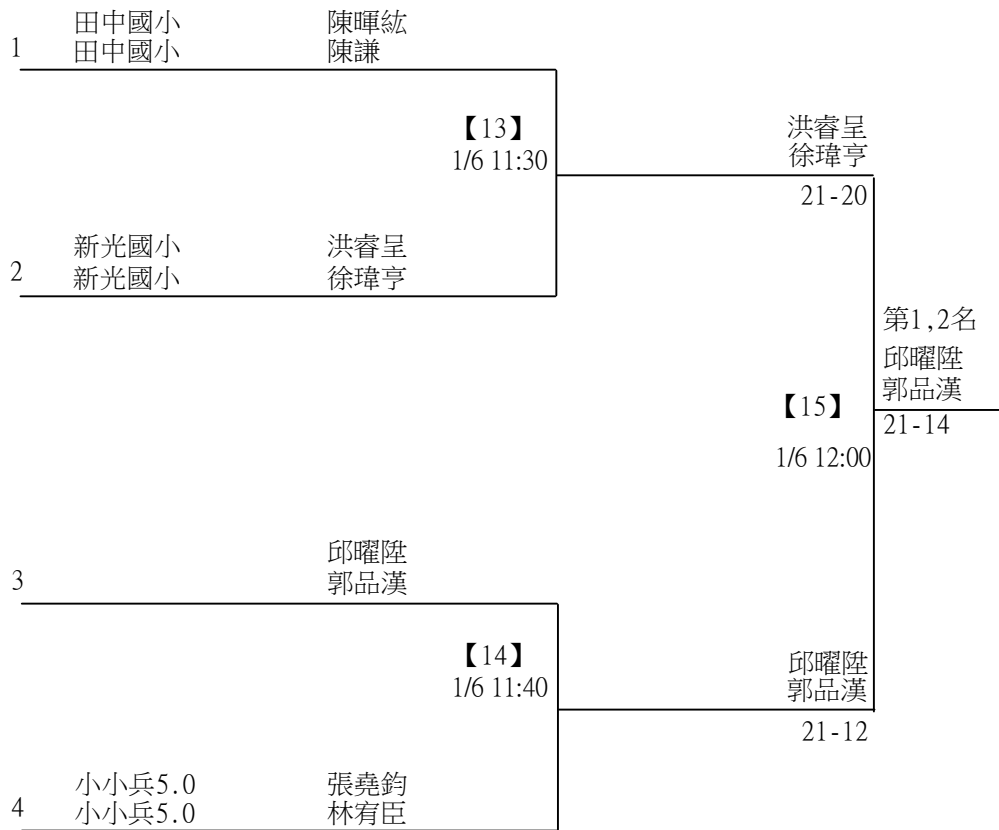 田中國小 陳暉紘
1 田中國小 陳謙
【13】
1/6 11:30
洪睿呈
徐瑋亨
21-20
新光國小 洪睿呈
2 新光國小 徐瑋亨
第1,2名
邱曜陞
郭品漢
【15】
21-14
1/6 12:00
邱曜陞
3 郭品漢
【14】
1/6 11:40
邱曜陞
郭品漢
21-12
小小兵5.0 張堯鈞
4 小小兵5.0 林宥臣